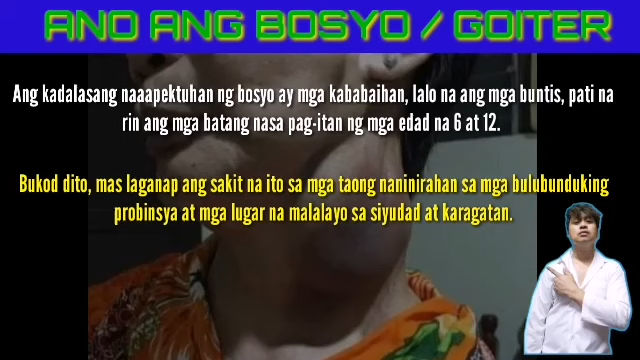 ANO ANG BOSYO / GOITER
Ang kadalasang naaapektuhan ng bosyo ay mga kababaihan, lalo na ang mga buntis, pati na
rin ang mga batang nasa pag-itan ng mga edad na 6 at 12.
Bukod dito, mas laganap ang sakit na ito sa mga taong naninirahan sa mga bulubunduking
probinsya at mga lugar na malalayo sa siyudad at karagatan.